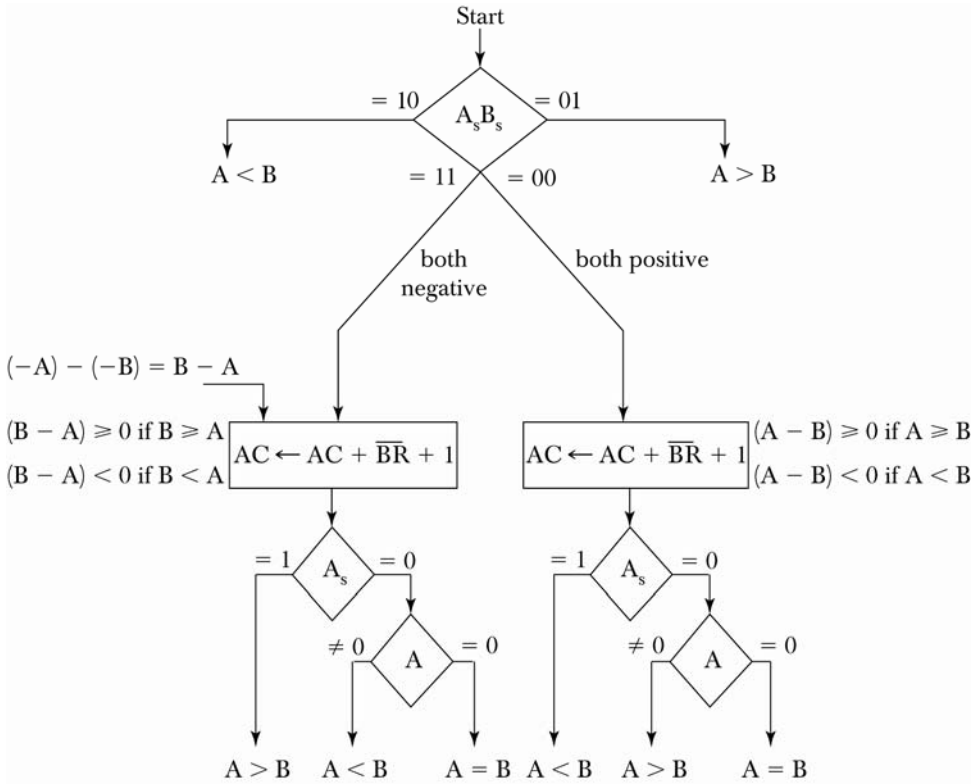 Start
= 10
= 01
AₛBₛ
A < B
A > B
= 11
= 00
both
negative
both positive
(−A) − (−B) = B − A
(B − A) ⩾ 0 if B ⩾ A
(B − A) < 0 if B < A
AC ← AC + B̅R̅ + 1
AC ← AC + B̅R̅ + 1
(A − B) ⩾ 0 if A ⩾ B
(A − B) < 0 if A < B
= 1
Aₛ
= 0
= 1
Aₛ
= 0
≠ 0
A
= 0
≠ 0
A
= 0
A > B
A < B
A = B
A < B
A > B
A = B